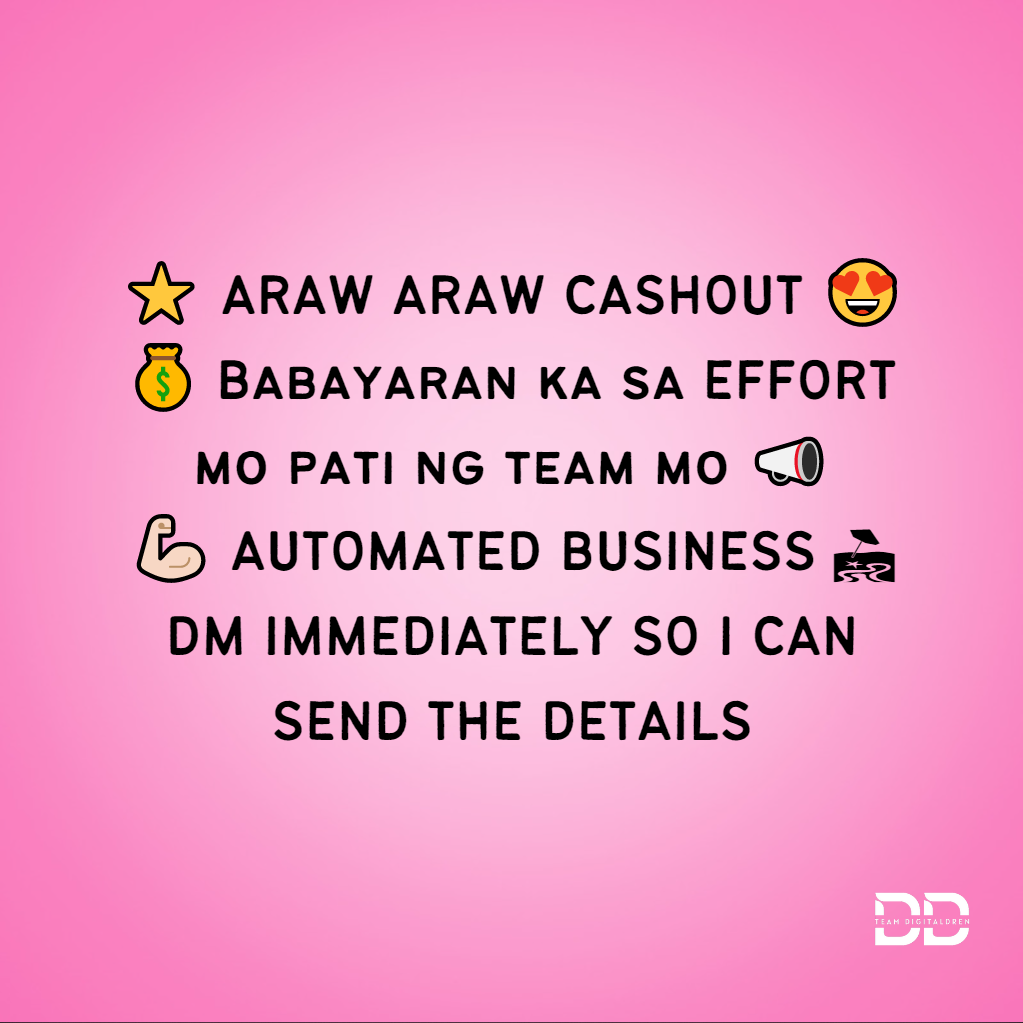 ⭐ ARAW ARAW CASHOUT 😍
💰 BABAYARAN KA SA EFFORT
MO PATI NG TEAM MO 📣
💪 AUTOMATED BUSINESS 🏖
DM IMMEDIATELY SO I CAN
SEND THE DETAILS
DD
TEAM DIGITALDREN